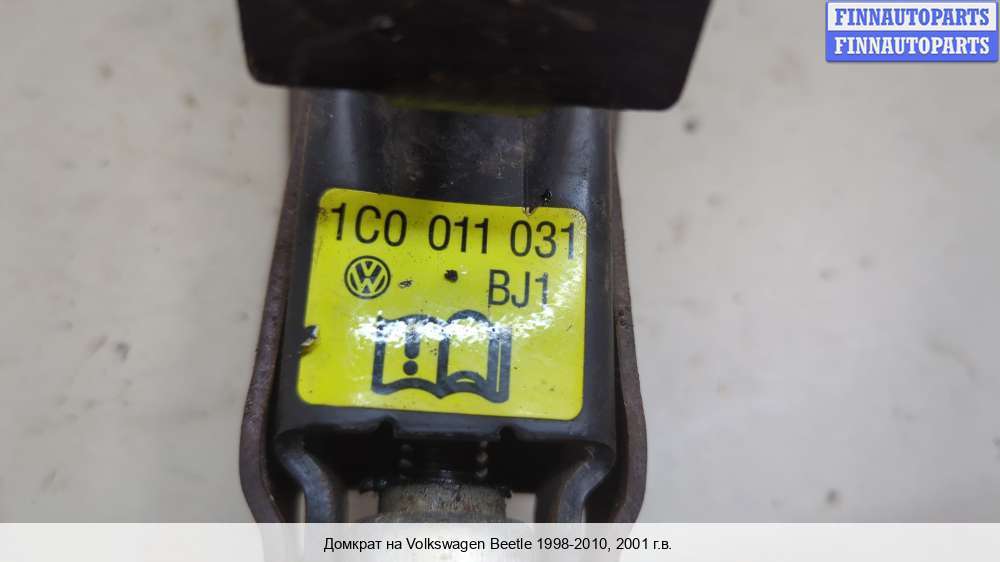 FINNAUTOPARTS
FINNAUTOPARTS
1C0 011 031
BJ1
Домкрат на Volkswagen Beetle 1998-2010, 2001 г.в.